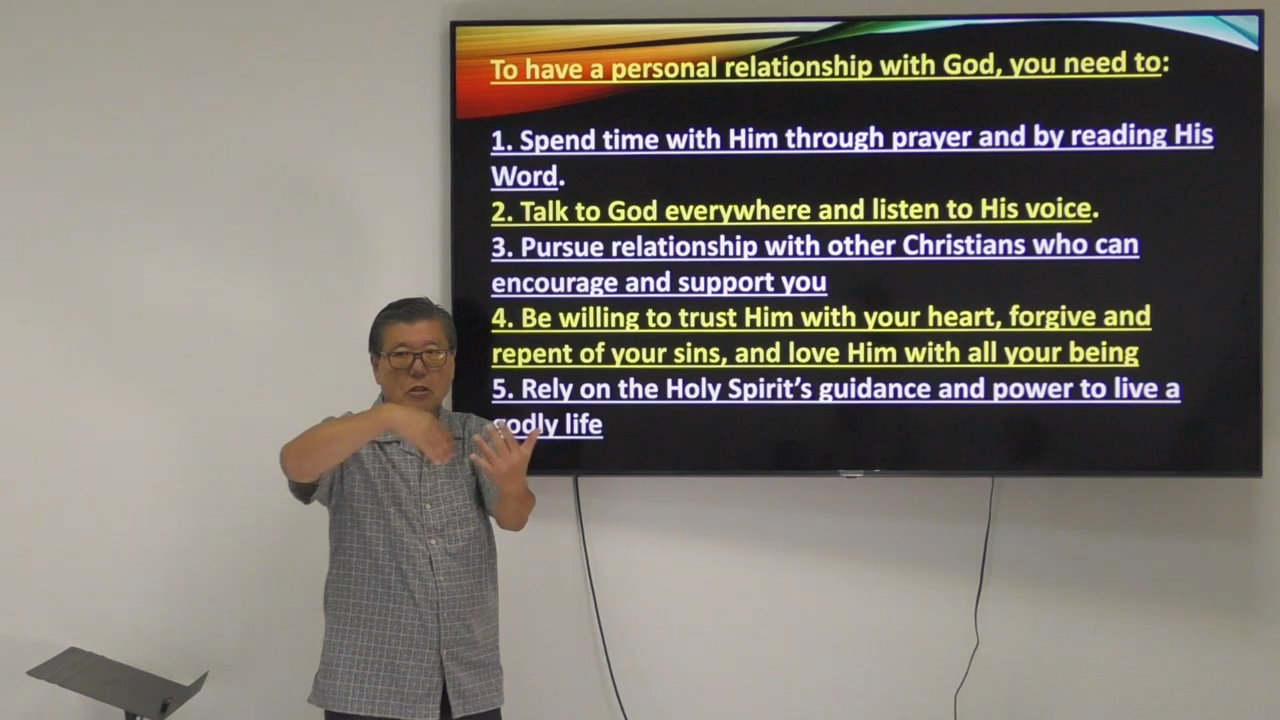 To have a personal relationship with God, you need to:
1. Spend time with Him through prayer and by reading His
Word.
2. Talk to God everywhere and listen to His voice.
3. Pursue relationship with other Christians who can
encourage and support you
4. Be willing to trust Him with your heart, forgive and
repent of your sins, and love Him with all your being
5. Rely on the Holy Spirit's guidance and power to live a
godly life